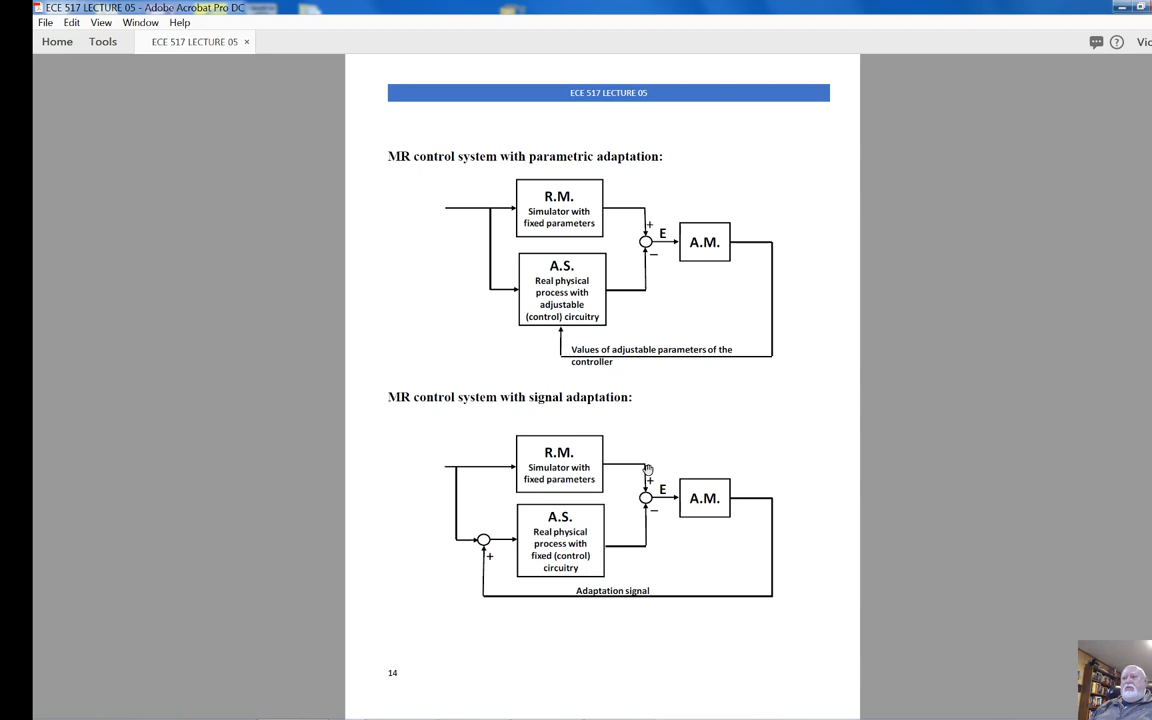 ECE 517 LECTURE 05 - Adobe Acrobat Pro DC
File Edit View Window Help
Home Tools ECE 517 LECTURE 05 × ?
ECE 517 LECTURE 05
MR control system with parametric adaptation:
R.M.
Simulator with
fixed parameters
+
E
A.M.
−
A.S.
Real physical
process with
adjustable
(control) circuitry
Values of adjustable parameters of the
controller
MR control system with signal adaptation:
R.M.
Simulator with
fixed parameters
+
E
A.M.
−
A.S.
Real physical
process with
fixed (control)
circuitry
+
Adaptation signal
14